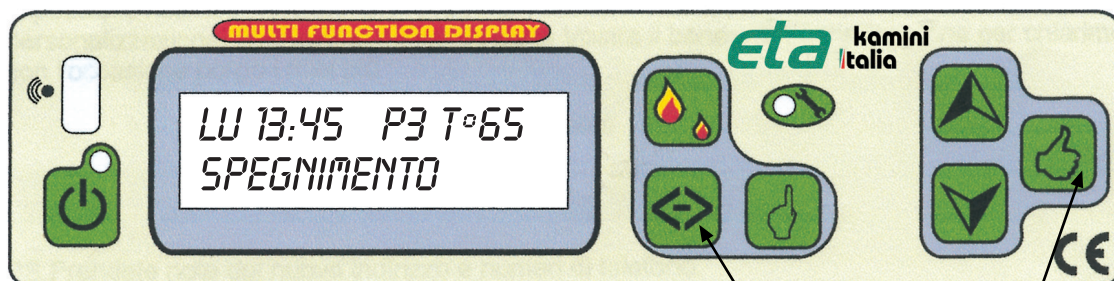 MULTI FUNCTION DISPLAY
eta kamini italia
LU 13:45 P3 T°65
SPEGNIMENTO
CE